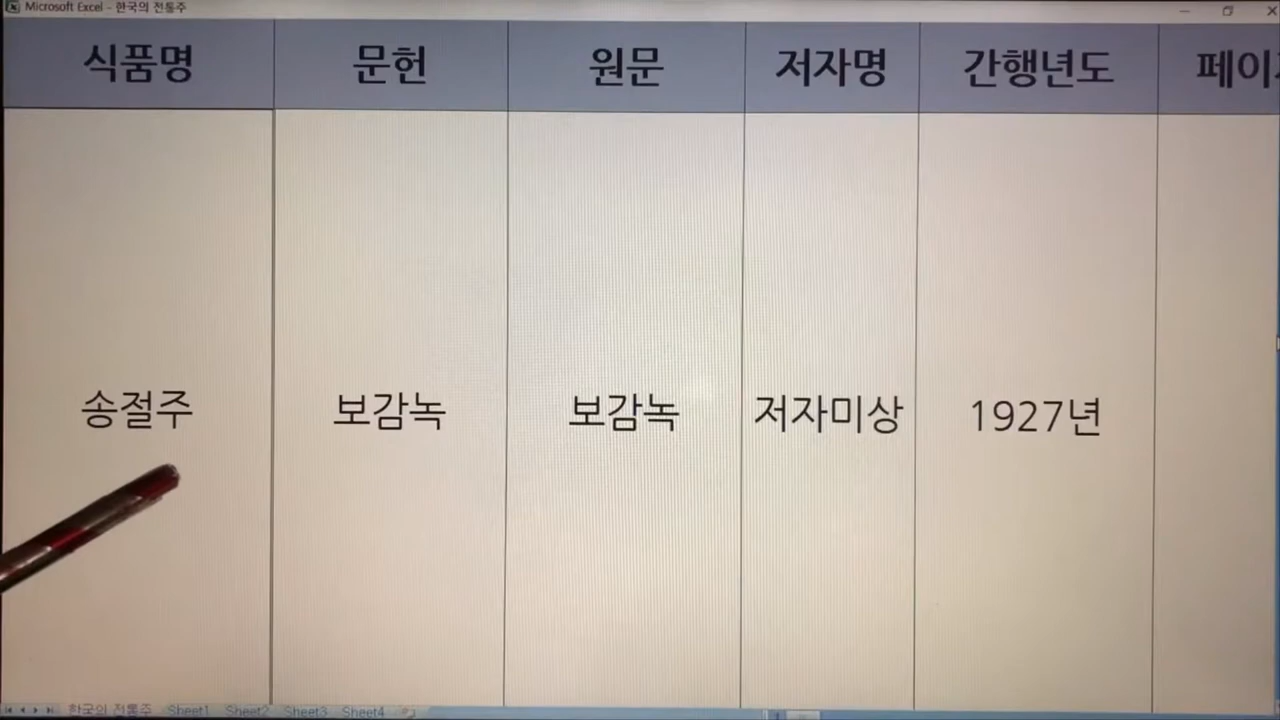 Microsoft Excel - 한국의 전통주
식품명 문헌 원문 저자명 간행년도 페이
송절주 보감녹 보감녹 저자미상 1927년
한국의 전통주 Sheet1 Sheet2 Sheet3 Sheet4